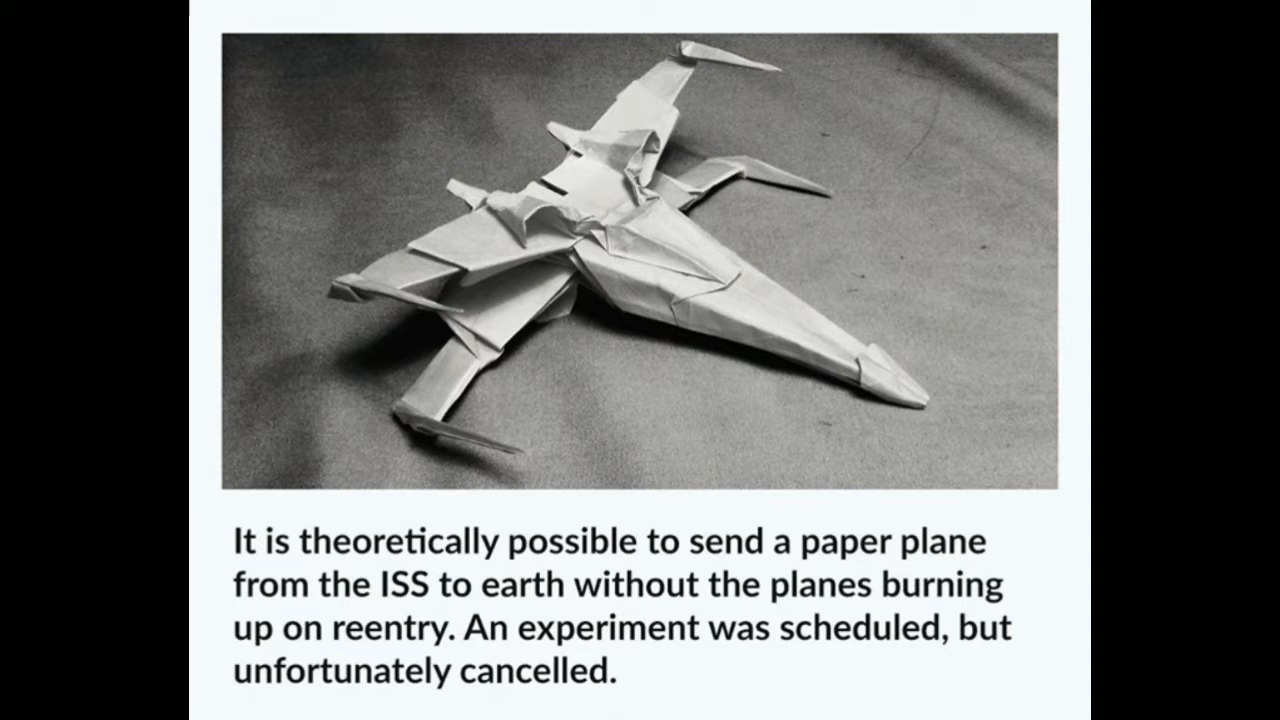 It is theoretically possible to send a paper plane
from the ISS to earth without the planes burning
up on reentry. An experiment was scheduled, but
unfortunately cancelled.